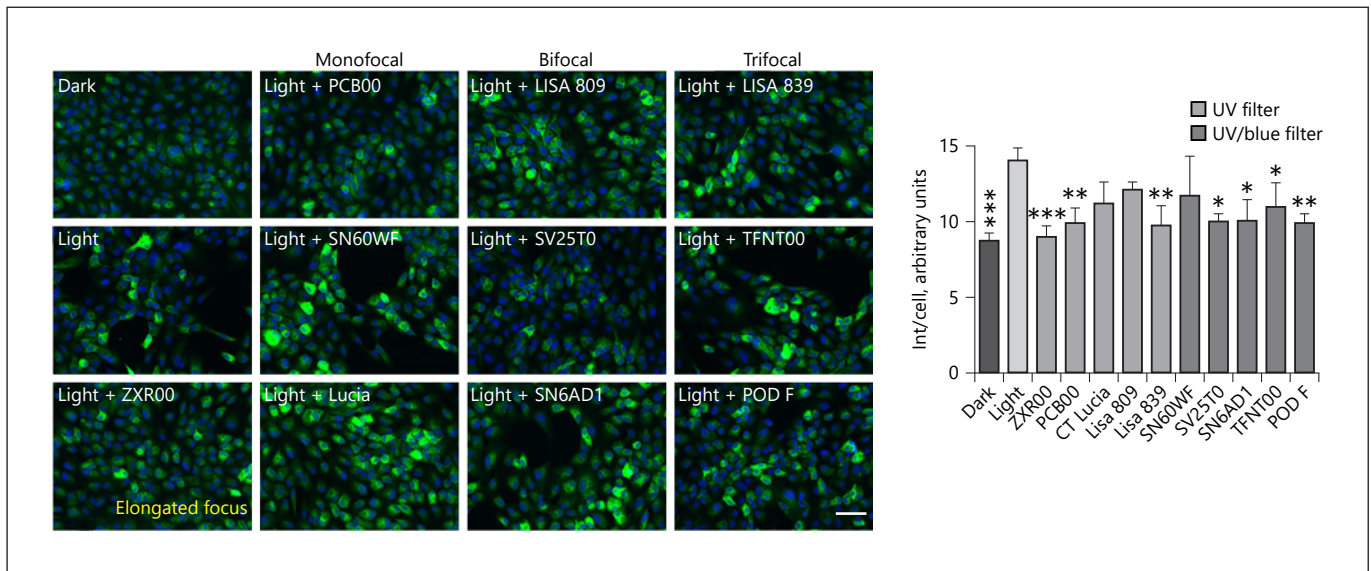 Monofocal Bifocal Trifocal
Dark Light + PCB00 Light + LISA 809 Light + LISA 839
Light Light + SN60WF Light + SV25T0 Light + TFNT00
Light + ZXR00 Light + Lucia Light + SN6AD1 Light + POD F
Elongated focus
UV filter
UV/blue filter
Int/cell, arbitrary units
15
10
5
0
*** *** ** ** * * * **
Dark Light ZXR00 PCB00 CT Lucia Lisa 809 Lisa 839 SN60WF SV25T0 SN6AD1 TFNT00 POD F